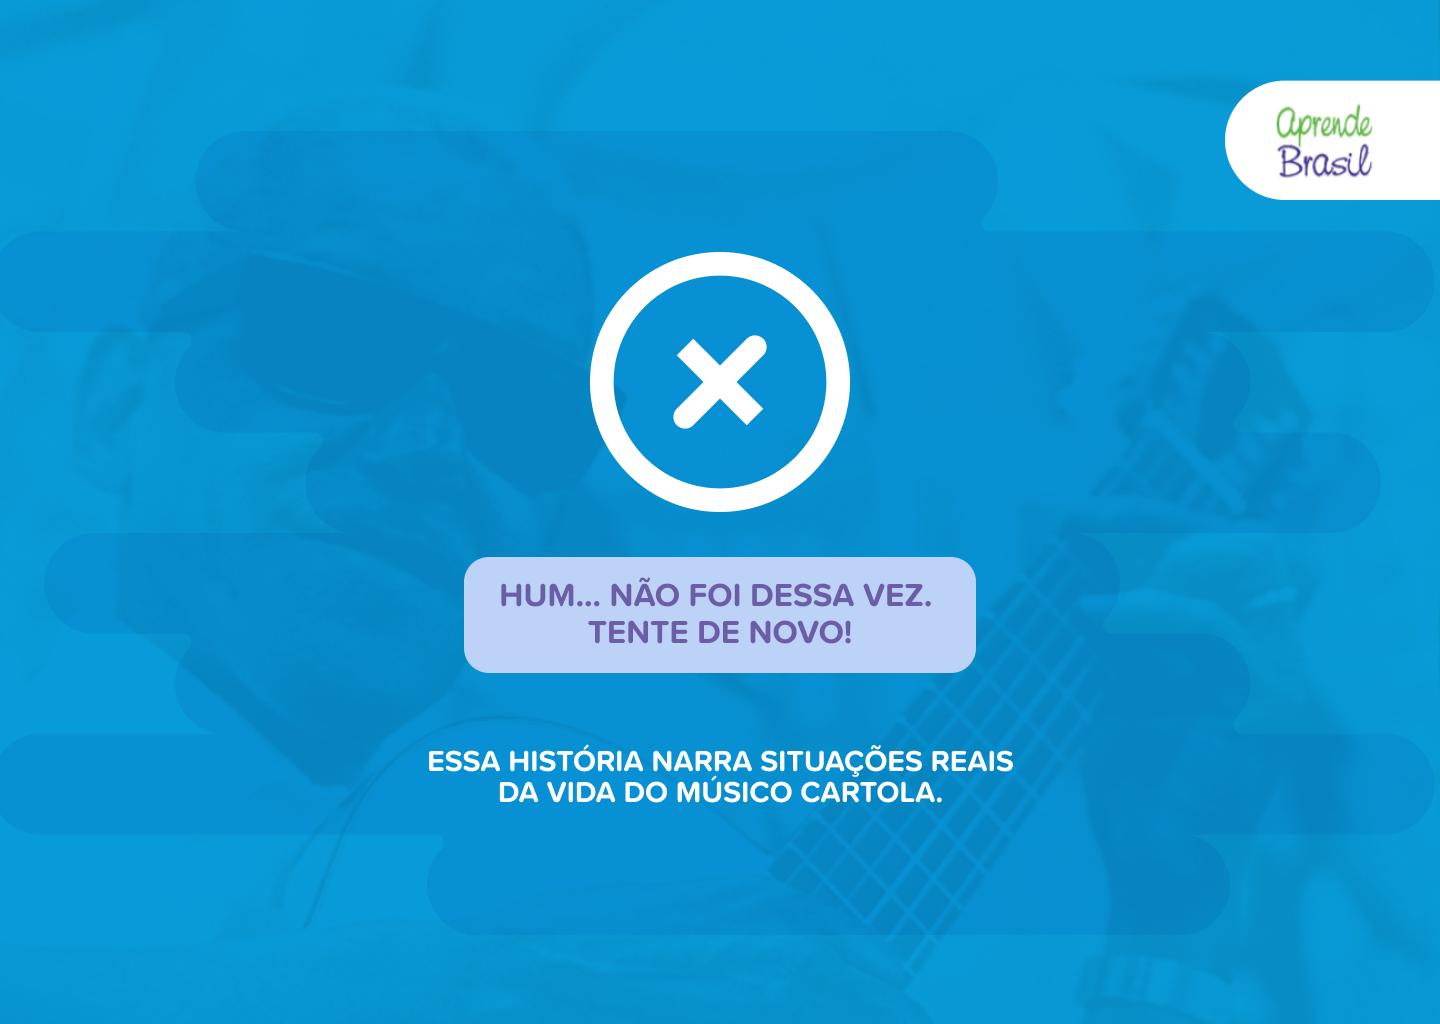 aprende
Brasil
HUM... NÃO FOI DESSA VEZ.
TENTE DE NOVO!
ESSA HISTÓRIA NARRA SITUAÇÕES REAIS
DA VIDA DO MÚSICO CARTOLA.